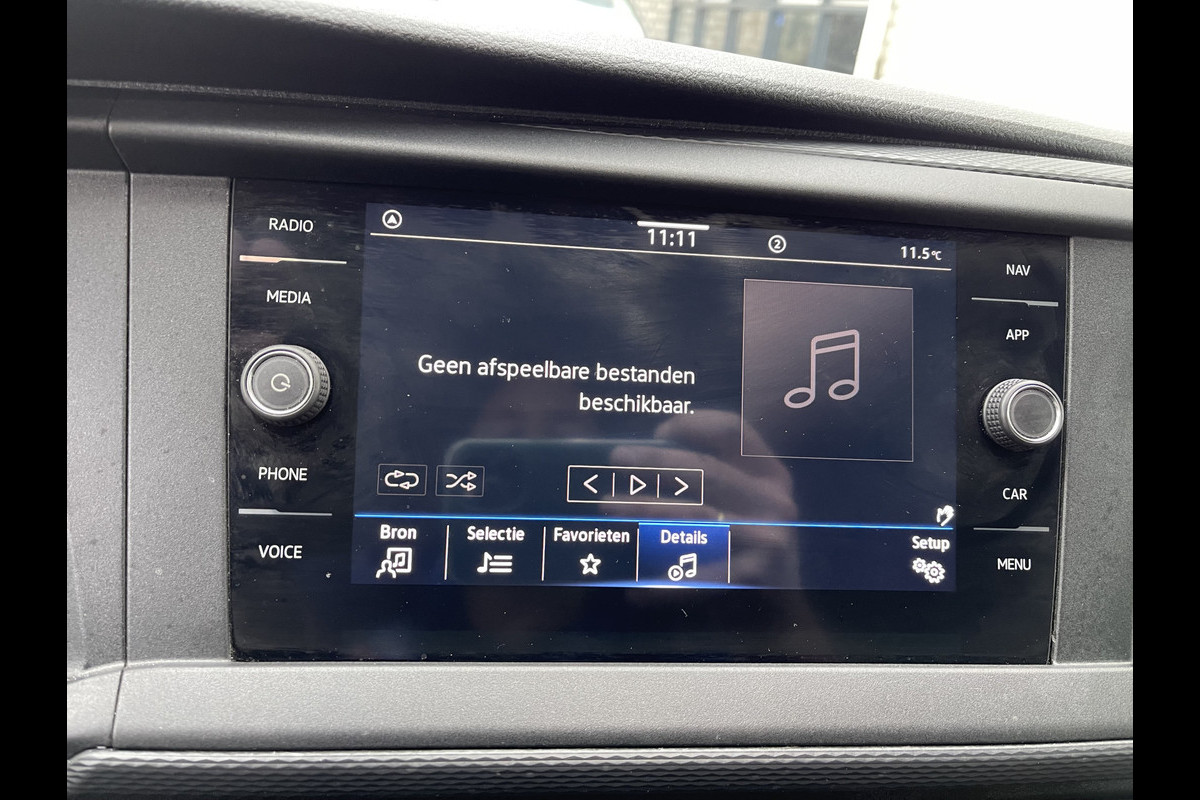 RADIO
MEDIA
PHONE
VOICE
11:11
2
11.5°C
Geen afspeelbare bestanden
beschikbaar.
Bron
Selectie
Favorieten
Details
Setup
NAV
APP
CAR
MENU